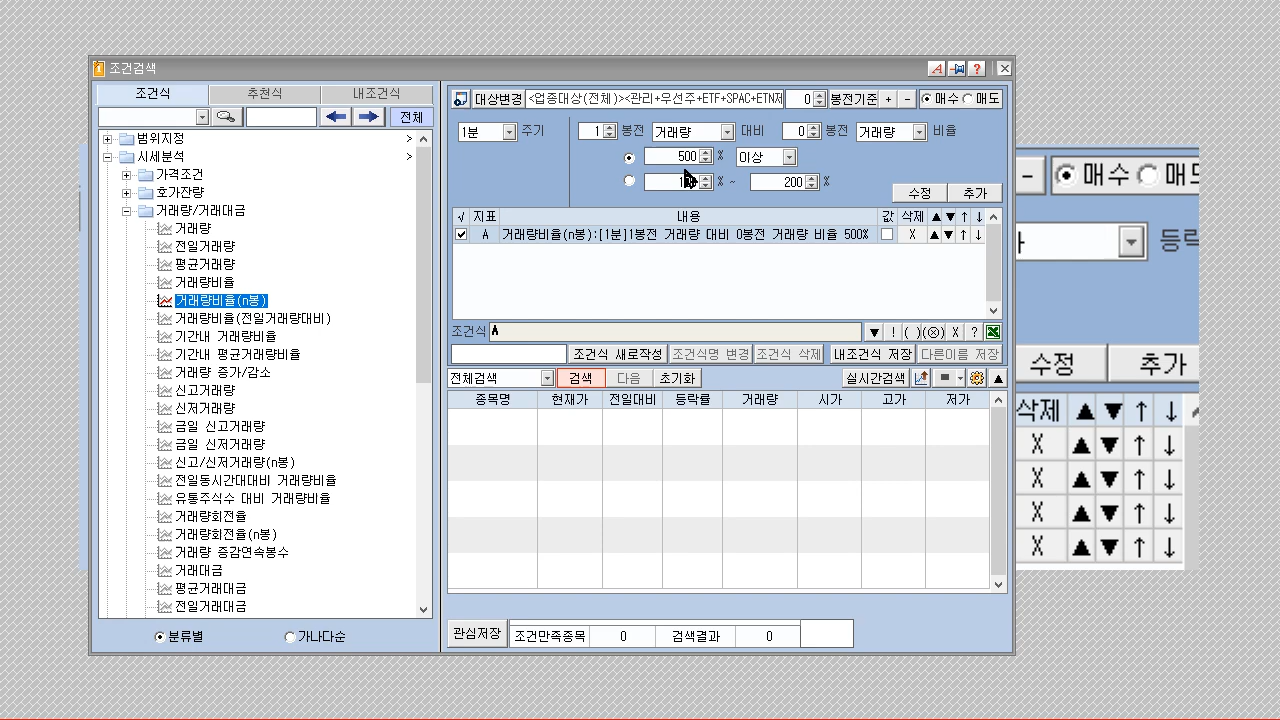 조건검색
조건식 추천식 내조건식
전체
범위지정 >
시세분석 >
가격조건
호가잔량
거래량/거래대금
거래량
전일거래량
평균거래량
거래량비율
거래량비율(n봉)
거래량비율(전일거래량대비)
기간내 거래량비율
기간내 평균거래량비율
거래량 증가/감소
신고거래량
신저거래량
금일 신고거래량
금일 신저거래량
신고/신저거래량(n봉)
전일동시간대대비 거래량비율
유통주식수 대비 거래량비율
거래량회전율
거래량회전율(n봉)
거래량 증감연속봉수
거래대금
평균거래대금
전일거래대금
분류별 가나다순
대상변경 <업종대상(전체)><관리+우선주+ETF+SPAC+ETN제 0 봉전기준 + - 매수 매도
1분 주기 1 봉전 거래량 대비 0 봉전 거래량 비율
500 % 이상
% ~ 200 %
수정 추가
√ 지표 내용 값 삭제 ▲ ▼ ↑ ↓
A 거래량비율(n봉):[1분]1봉전 거래량 대비 0봉전 거래량 비율 500% X ▲ ▼ ↑ ↓
조건식 A ▼ ! ( ) (⊗) X ?
조건식 새로작성 조건식명 변경 조건식 삭제 내조건식 저장 다른이름 저장
전체검색 검색 다음 초기화 실시간검색 ▲
종목명 현재가 전일대비 등락률 거래량 시가 고가 저가
관심저장 조건만족종목 0 검색결과 0
- 매수
등락
수정 추가
삭제 ▲ ▼ ↑ ↓
X ▲ ▼ ↑ ↓
X ▲ ▼ ↑ ↓
X ▲ ▼ ↑ ↓
X ▲ ▼ ↑ ↓